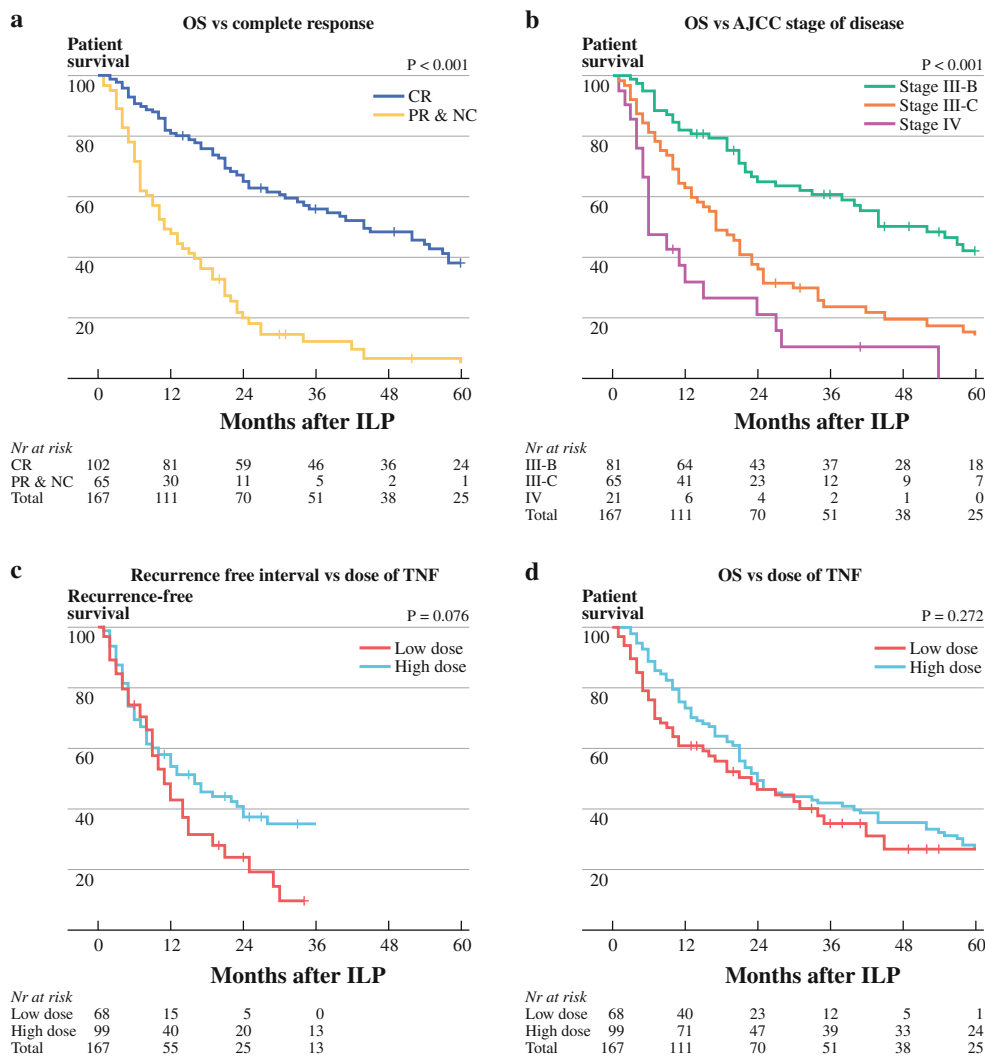 a
OS vs complete response
Patient
survival
P < 0.001
100
80
60
40
20
CR
PR & NC
0 12 24 36 48 60
Months after ILP
Nr at risk
CR 102 81 59 46 36 24
PR & NC 65 30 11 5 2 1
Total 167 111 70 51 38 25
b
OS vs AJCC stage of disease
Patient
survival
P < 0.001
100
80
60
40
20
Stage III-B
Stage III-C
Stage IV
0 12 24 36 48 60
Months after ILP
Nr at risk
III-B 81 64 43 37 28 18
III-C 65 41 23 12 9 7
IV 21 6 4 2 1 0
Total 167 111 70 51 38 25
c
Recurrence free interval vs dose of TNF
Recurrence-free
survival
P = 0.076
100
80
60
40
20
Low dose
High dose
0 12 24 36 48 60
Months after ILP
Nr at risk
Low dose 68 15 5 0
High dose 99 40 20 13
Total 167 55 25 13
d
OS vs dose of TNF
Patient
survival
P = 0.272
100
80
60
40
20
Low dose
High dose
0 12 24 36 48 60
Months after ILP
Nr at risk
Low dose 68 40 23 12 5 1
High dose 99 71 47 39 33 24
Total 167 111 70 51 38 25